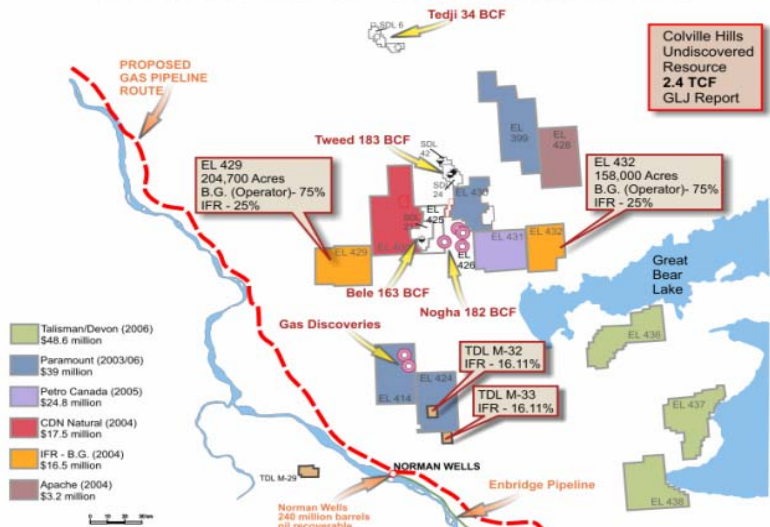 Tedji 34 BCF
SDL 6
Colville Hills
Undiscovered
Resource
2.4 TCF
GLJ Report
PROPOSED
GAS PIPELINE
ROUTE
EL
399
EL
428
Tweed 183 BCF
SDL
42
SDL
24
EL 429
204,700 Acres
B.G. (Operator)- 75%
IFR - 25%
EL 432
158,000 Acres
B.G. (Operator)- 75%
IFR - 25%
EL 430
EL
425
EL 429
EL 431
EL 432
EL
426
Great
Bear
Lake
Bele 163 BCF
Nogha 182 BCF
Gas Discoveries
Talisman/Devon (2006)
$48.6 million
Paramount (2003/06)
$39 million
Petro Canada (2005)
$24.8 million
CDN Natural (2004)
$17.5 million
IFR - B.G. (2004)
$16.5 million
Apache (2004)
$3.2 million
TDL M-32
IFR - 16.11%
TDL M-33
IFR - 16.11%
EL 424
EL 414
EL 436
EL 437
EL 438
TDL M-29
NORMAN WELLS
Enbridge Pipeline
Norman Wells
240 million barrels
oil recoverable